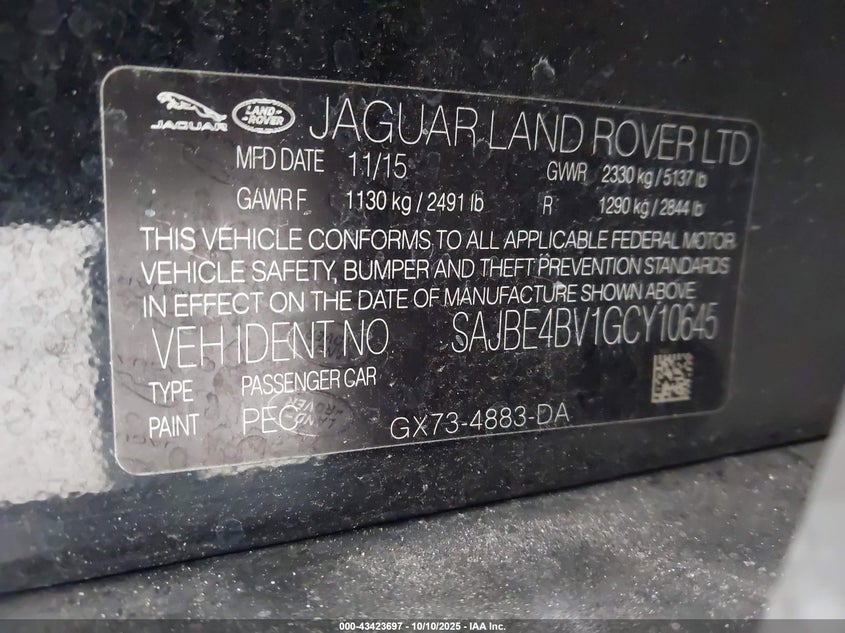 JAGUAR LAND-ROVER JAGUAR LAND ROVER LTD
MFD DATE 11/15 GVWR 2330 kg / 5137 lb
GAWR F 1130 kg / 2491 lb R 1290 kg / 2844 lb
THIS VEHICLE CONFORMS TO ALL APPLICABLE FEDERAL MOTOR
VEHICLE SAFETY, BUMPER AND THEFT PREVENTION STANDARDS
IN EFFECT ON THE DATE OF MANUFACTURE SHOWN ABOVE
VEH IDENT NO SAJBE4BV1GCY10645
TYPE PASSENGER CAR
PAINT PEC GX73-4883-DA
000-43423697 - 10/10/2025 - IAA Inc.